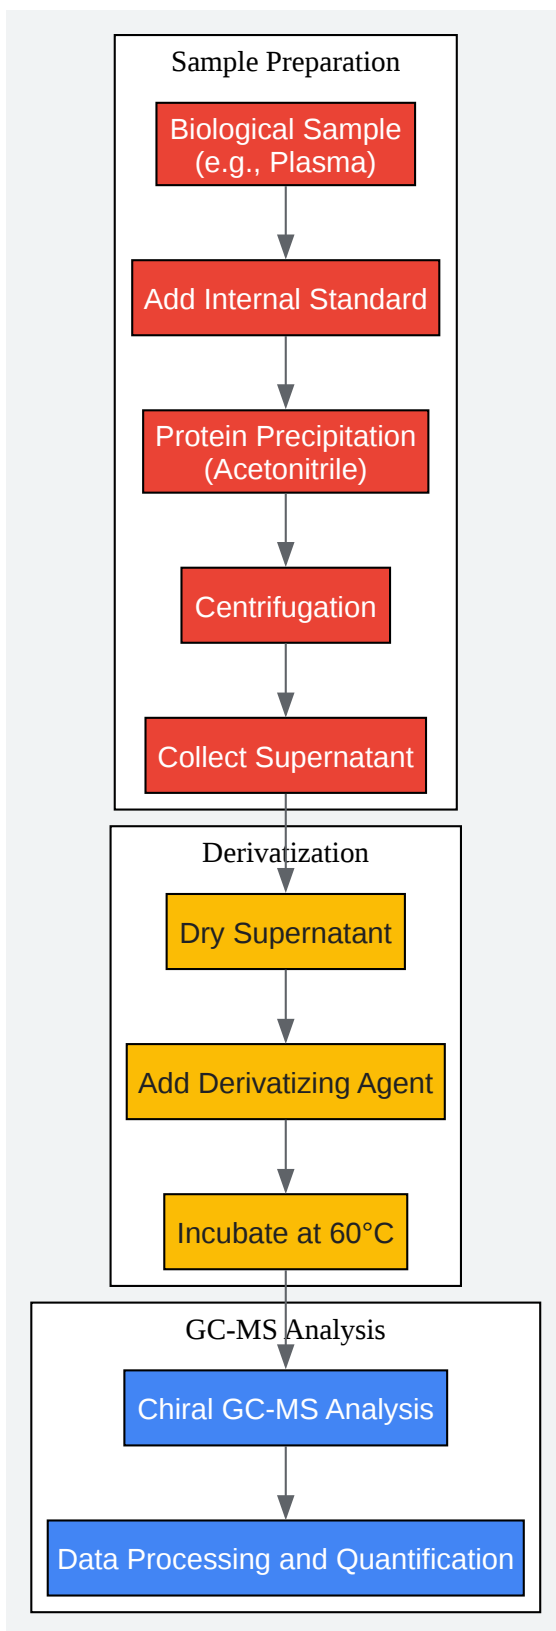 Sample Preparation
Biological Sample
(e.g., Plasma)
Add Internal Standard
Protein Precipitation
(Acetonitrile)
Centrifugation
Collect Supernatant
Derivatization
Dry Supernatant
Add Derivatizing Agent
Incubate at 60°C
GC-MS Analysis
Chiral GC-MS Analysis
Data Processing and Quantification